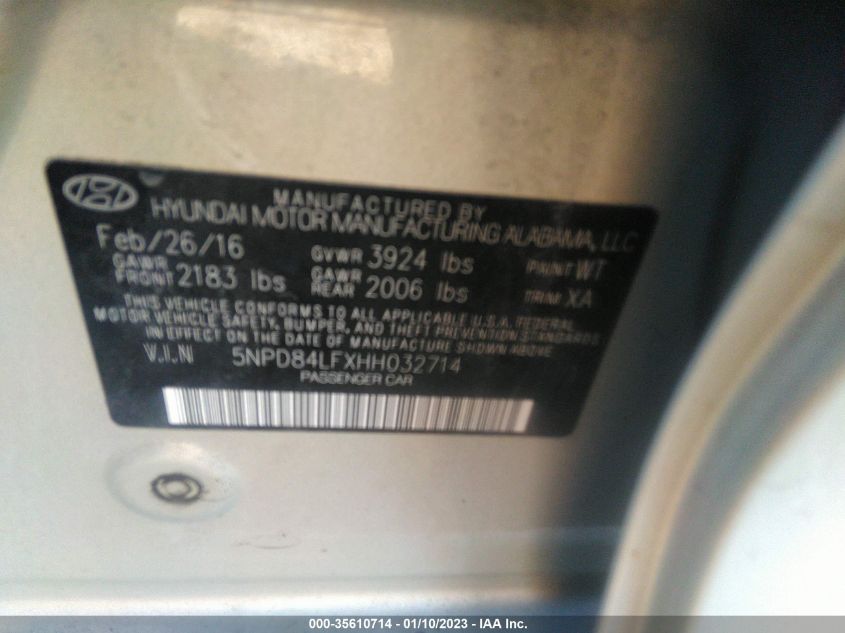 MANUFACTURED BY
HYUNDAI MOTOR MANUFACTURING ALABAMA, LLC
Feb/26/16 GVWR 3924 lbs PAINT WT
GAWR FRONT 2183 lbs GAWR REAR 2006 lbs TRIM XA
THIS VEHICLE CONFORMS TO ALL APPLICABLE U.S.A. FEDERAL
MOTOR VEHICLE SAFETY, BUMPER, AND THEFT PREVENTION STANDARDS
IN EFFECT ON THE DATE OF MANUFACTURE SHOWN ABOVE.
V.I.N 5NPD84LFXHH032714
PASSENGER CAR
000-35610714 - 01/10/2023 - IAA Inc.